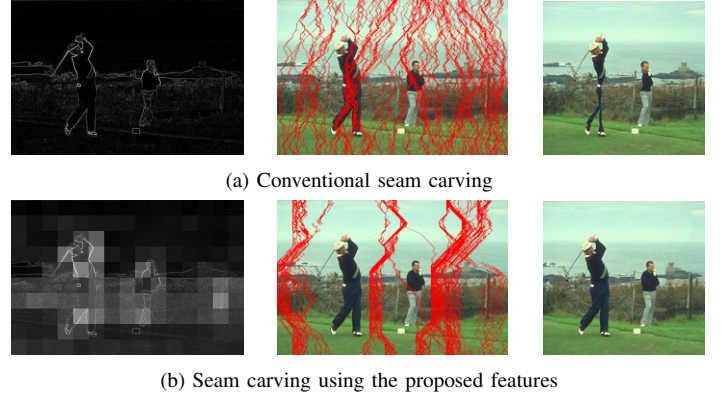 (a) Conventional seam carving
(b) Seam carving using the proposed features